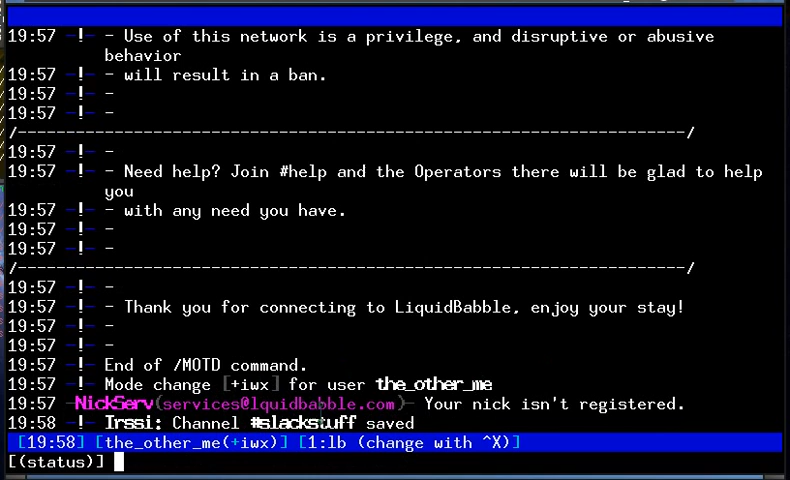 19:57 -!- - Use of this network is a privilege, and disruptive or abusive
behavior
19:57 -!- - will result in a ban.
19:57 -!- -
19:57 -!- -
/---------------------------------------------------------------------/
19:57 -!- -
19:57 -!- - Need help? Join #help and the Operators there will be glad to help
you
19:57 -!- - with any need you have.
19:57 -!- -
19:57 -!- -
/---------------------------------------------------------------------/
19:57 -!- -
19:57 -!- - Thank you for connecting to LiquidBabble, enjoy your stay!
19:57 -!- -
19:57 -!- -
19:57 -!- End of /MOTD command.
19:57 -!- Mode change [+iwx] for user the_other_me
19:57 -NickServ(services@lquidbabble.com)- Your nick isn't registered.
19:58 -!- Irssi: Channel #slackstuff saved
[19:58] [the_other_me(+iwx)] [1:lb (change with ^X)]
[(status)]